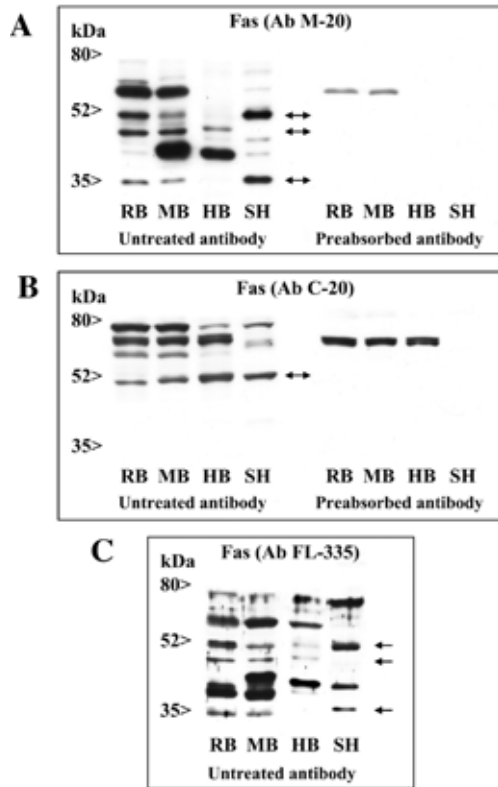 A
kDa
Fas (Ab M-20)
80>
52>
35>
RB MB HB SH RB MB HB SH
Untreated antibody Preabsorbed antibody
B
kDa
Fas (Ab C-20)
80>
52>
35>
RB MB HB SH RB MB HB SH
Untreated antibody Preabsorbed antibody
C
kDa
Fas (Ab FL-335)
80>
52>
35>
RB MB HB SH
Untreated antibody